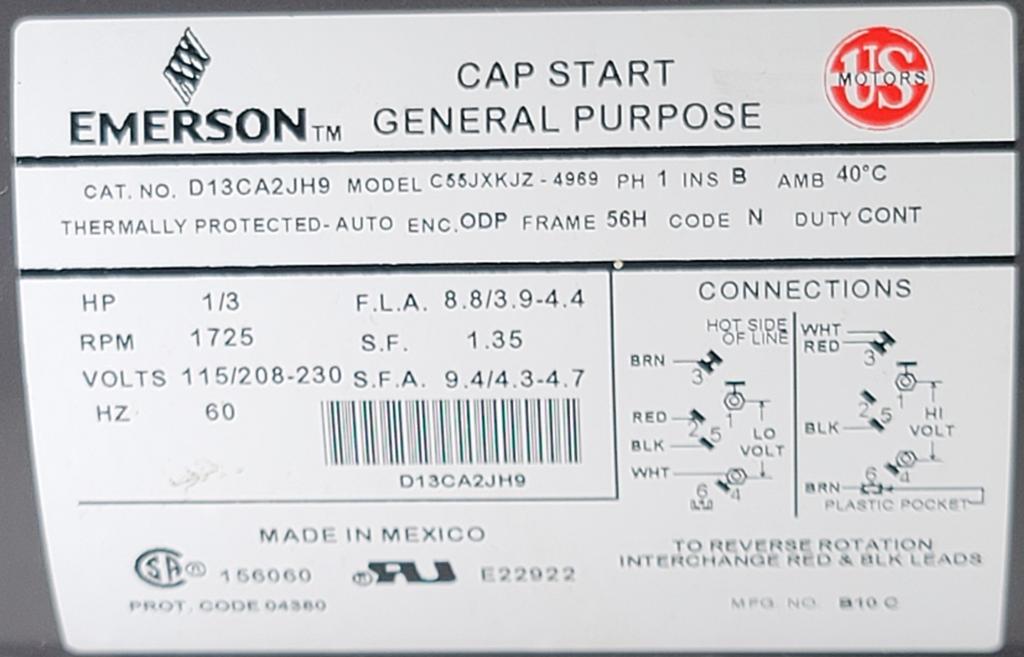 EMERSON TM
CAP START
GENERAL PURPOSE
US
MOTORS
CAT. NO. D13CA2JH9 MODEL C55JXKJZ - 4969 PH 1 INS B AMB 40°C
THERMALLY PROTECTED- AUTO ENC. ODP FRAME 56H CODE N DUTY CONT
HP 1/3 F.L.A. 8.8/3.9-4.4
RPM 1725 S.F. 1.35
VOLTS 115/208-230 S.F.A. 9.4/4.3-4.7
HZ 60
D13CA2JH9
CONNECTIONS
HOT SIDE
OF LINE
BRN
3
1
RED
2 5
BLK
LO
VOLT
WHT
6 4
WHT
RED
3
1
2 5
HI
VOLT
BLK
6 4
BRN
PLASTIC POCKET
MADE IN MEXICO
SA ® 156060 ® RU E22922
PROT. CODE 04380
TO REVERSE ROTATION
INTERCHANGE RED & BLK LEADS
MFG. NO. B10 C